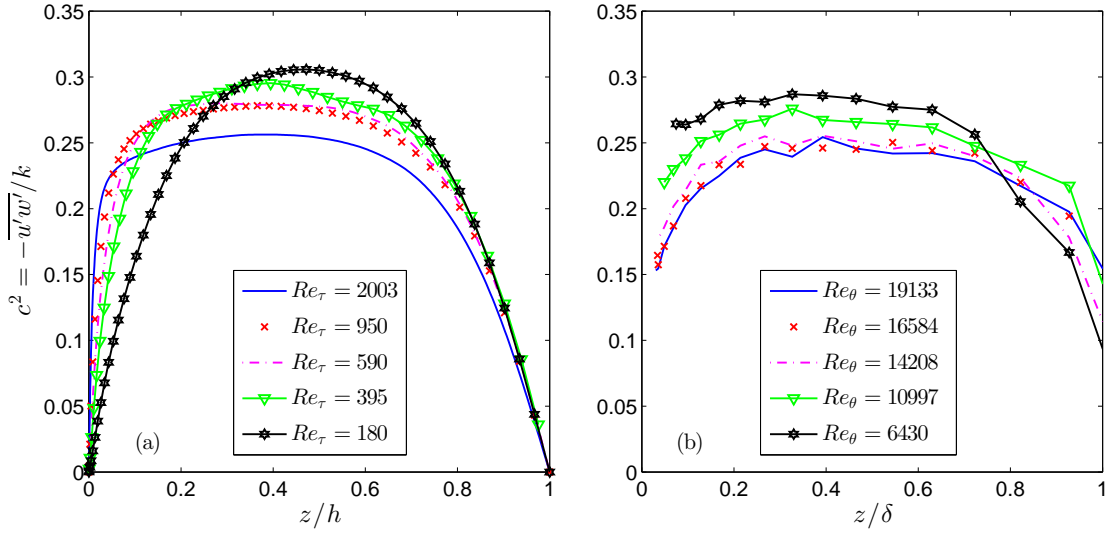 0.35
0.3
0.25
0.2
0.15
0.1
0.05
0
0 0.2 0.4 0.6 0.8 1
c² = −u′w′/k
z/h
Re_τ = 2003
Re_τ = 950
Re_τ = 590
Re_τ = 395
Re_τ = 180
(a)
0.35
0.3
0.25
0.2
0.15
0.1
0.05
0
0 0.2 0.4 0.6 0.8 1
z/δ
Re_θ = 19133
Re_θ = 16584
Re_θ = 14208
Re_θ = 10997
Re_θ = 6430
(b)